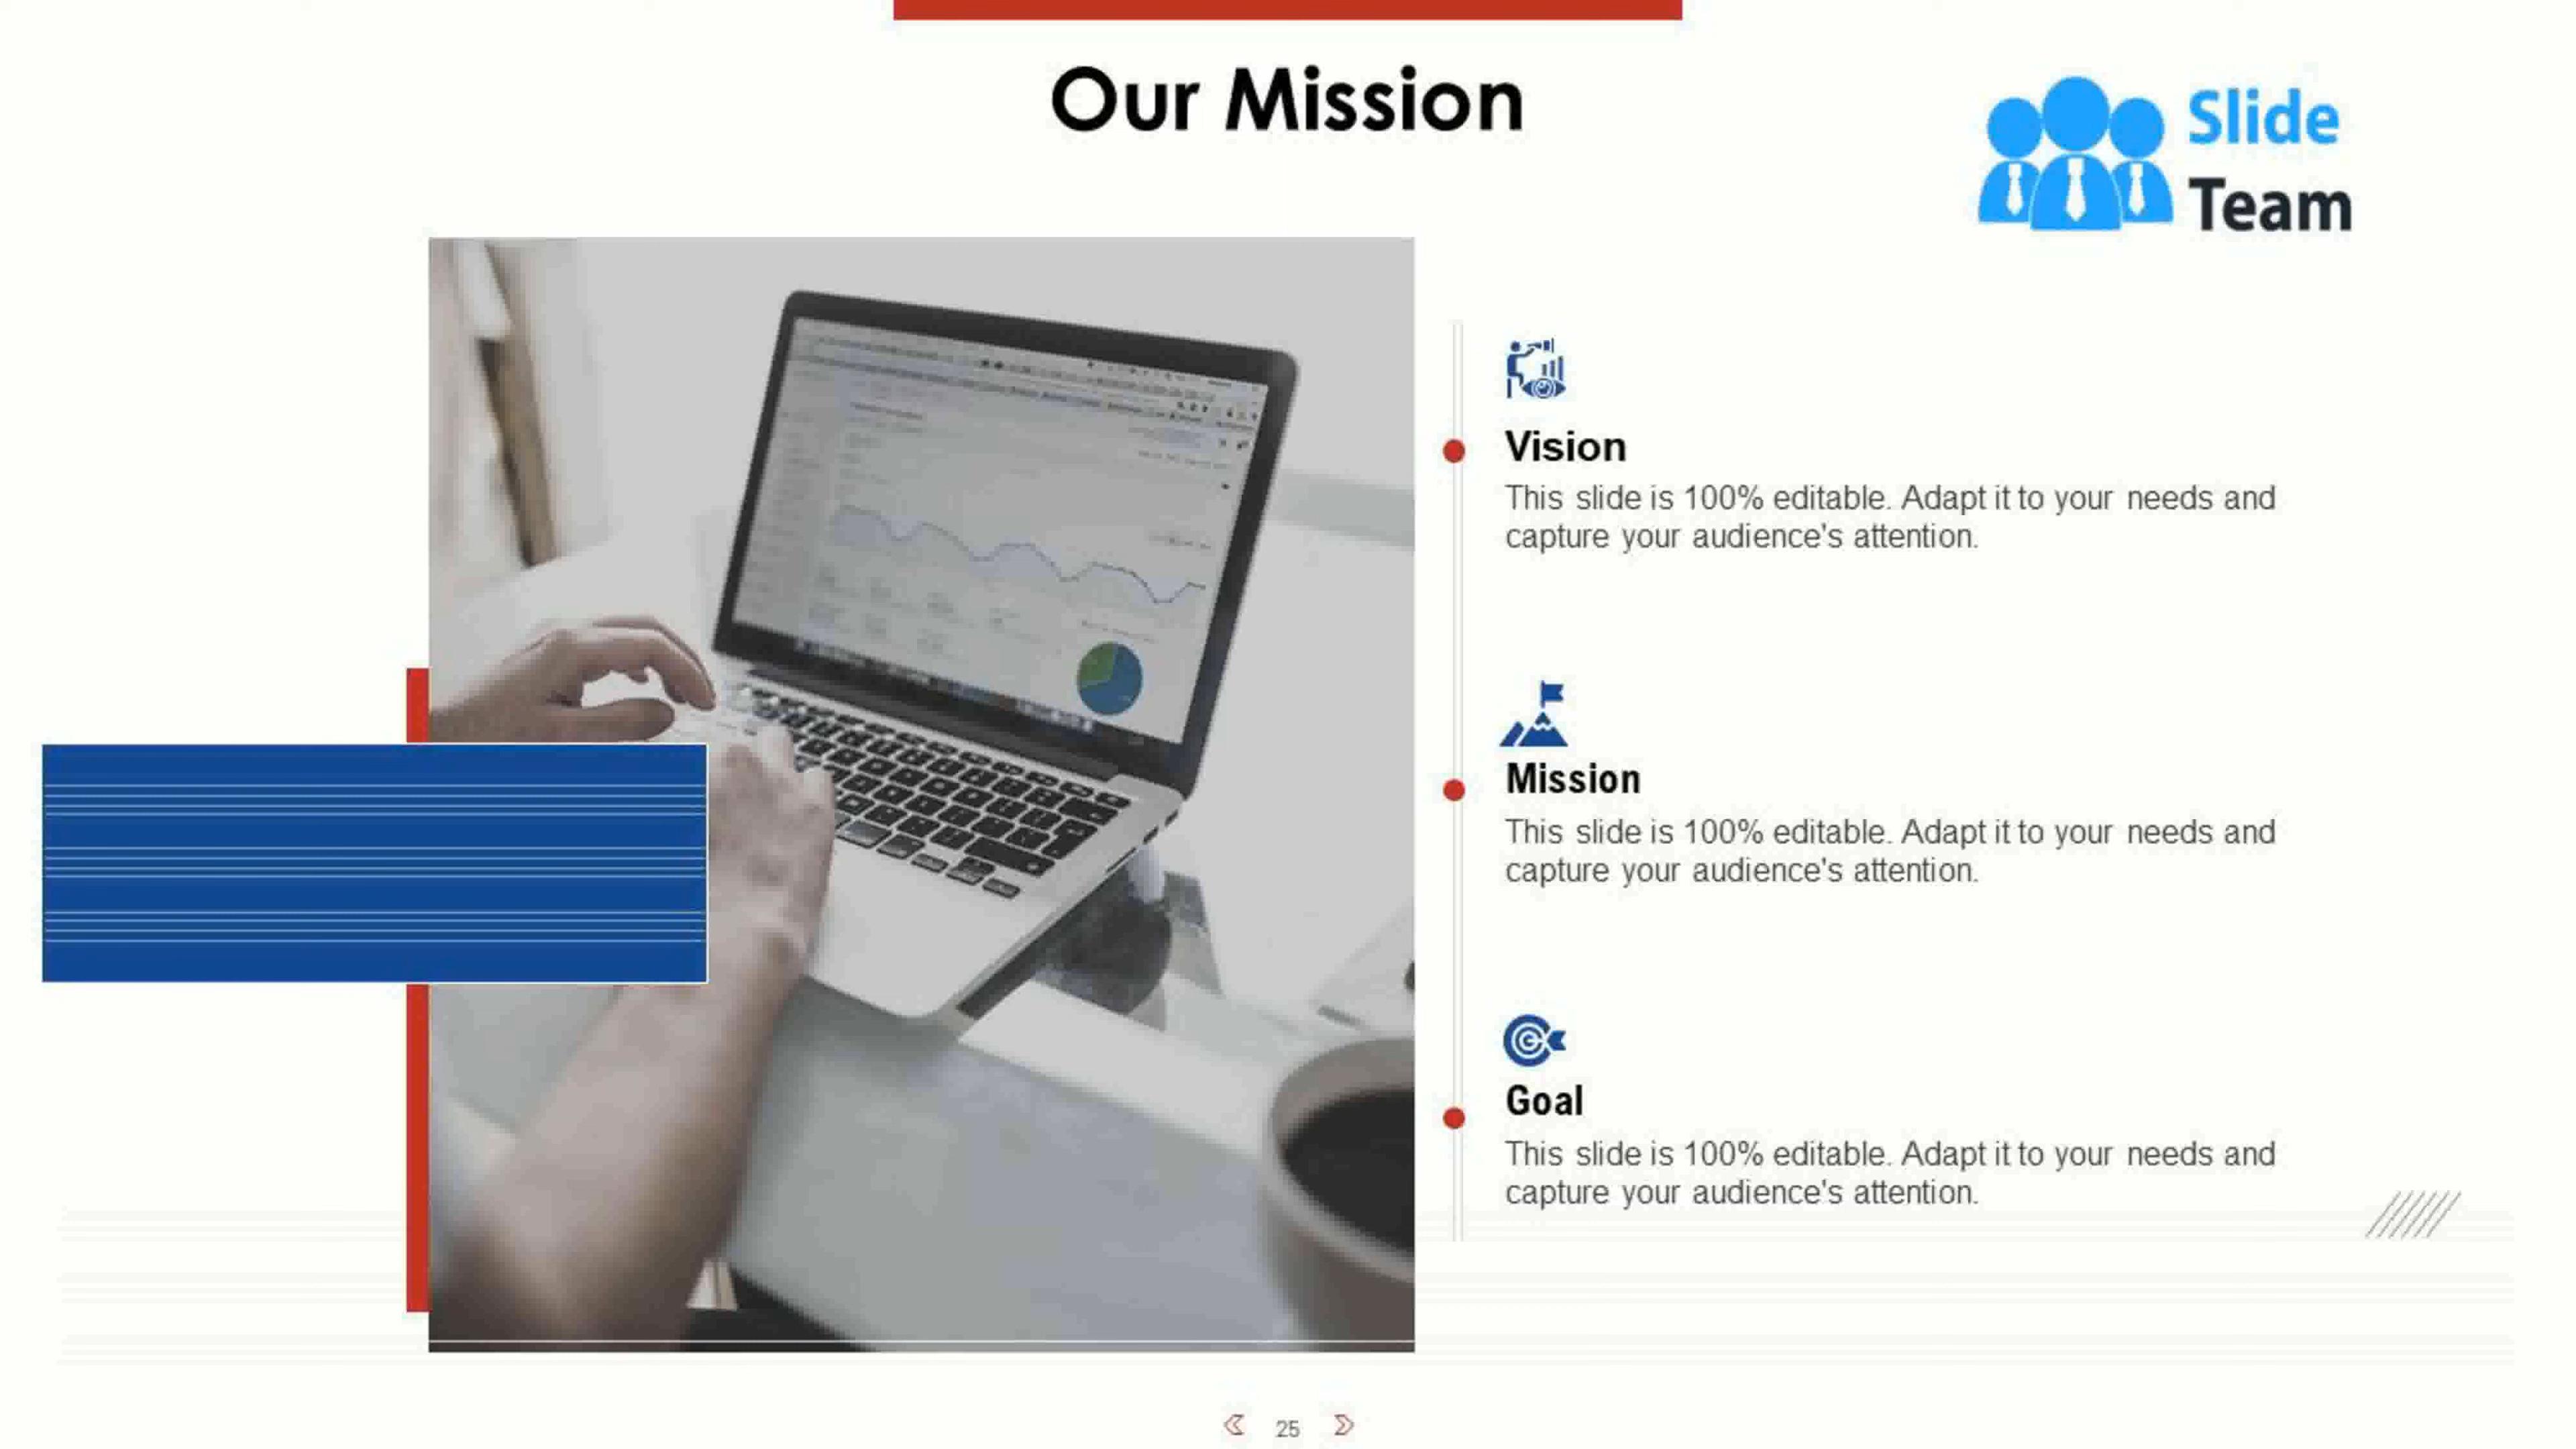 Our Mission
Slide
Team
Vision
This slide is 100% editable. Adapt it to your needs and
capture your audience's attention.
Mission
This slide is 100% editable. Adapt it to your needs and
capture your audience's attention.
Goal
This slide is 100% editable. Adapt it to your needs and
capture your audience's attention.
25